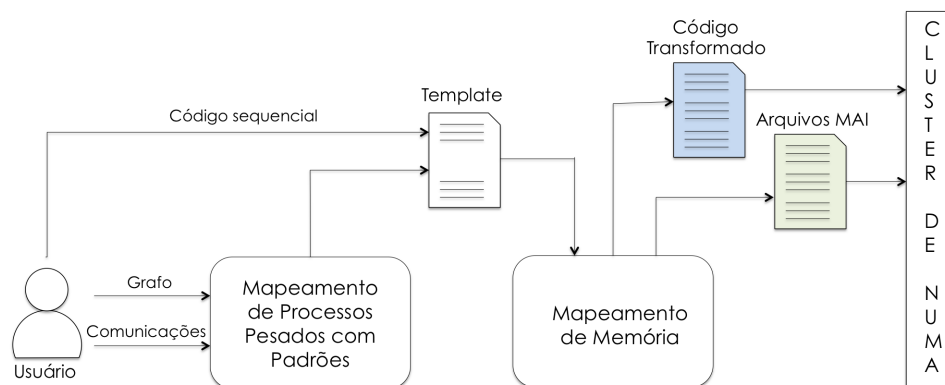 Código
Transformado
Template
Código sequencial
Arquivos MAI
Grafo
Comunicações
Usuário
Mapeamento
de Processos
Pesados com
Padrões
Mapeamento
de Memória
C
L
U
S
T
E
R
D
E
N
U
M
A